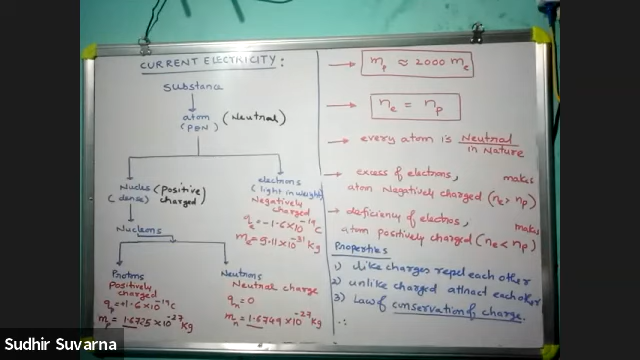 CURRENT ELECTRICITY :
Substance
atom (Neutral)
(PEN)
Nucleus (Positive
(dense) charged)
Nucleons
electrons
(light in weight)
Negatively
charged
qe = -1.6×10⁻¹⁹C
me = 9.11×10⁻³¹ kg
Protons
Positively
charged
qp = +1.6×10⁻¹⁹C
mp = 1.6725×10⁻²⁷ kg
Neutrons
Neutral charge
qn = 0
mn = 1.6749×10⁻²⁷ kg
mp ≈ 2000 me
ne = np
every atom is Neutral
in Nature
excess of electrons, makes
atom Negatively charged (ne > np)
deficiency of electros, makes
atom positively charged (ne < np)
Properties
1) like charges repel each other
2) unlike charged attract each other
3) Law of conservation of charge.
∴
Sudhir Suvarna